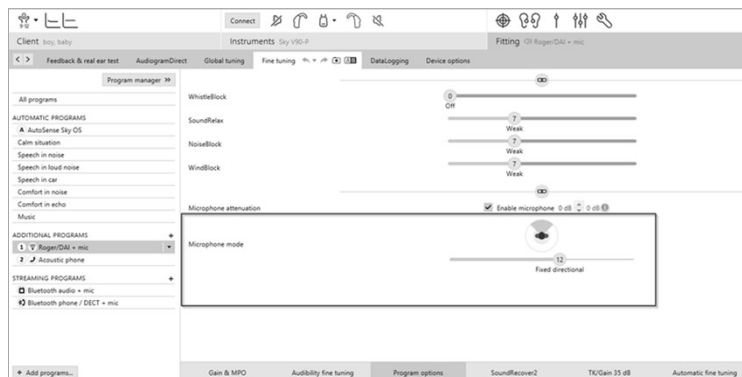 0-12
Connect
Client boy, baby
Instruments Sky V90-P
Fitting Roger/DAI + mic
Feedback & real ear test
AudiogramDirect
Global tuning
Fine tuning
DataLogging
Device options
Program manager
All programs
AUTOMATIC PROGRAMS
A AutoSense Sky OS
Calm situation
Speech in noise
Speech in loud noise
Speech in car
Comfort in noise
Comfort in echo
Music
ADDITIONAL PROGRAMS +
1 Roger/DAI + mic
2 Acoustic phone
STREAMING PROGRAMS +
Bluetooth audio + mic
Bluetooth phone / DECT + mic
+ Add programs...
WhistleBlock 0
Off
SoundRelax 7
Weak
NoiseBlock 7
Weak
WindBlock 7
Weak
Microphone attenuation Enable microphone 0 dB 0 dB
Microphone mode
12
Fixed directional
Gain & MPO
Audibility fine tuning
Program options
SoundRecover2
TK/Gain 35 dB
Automatic fine tuning